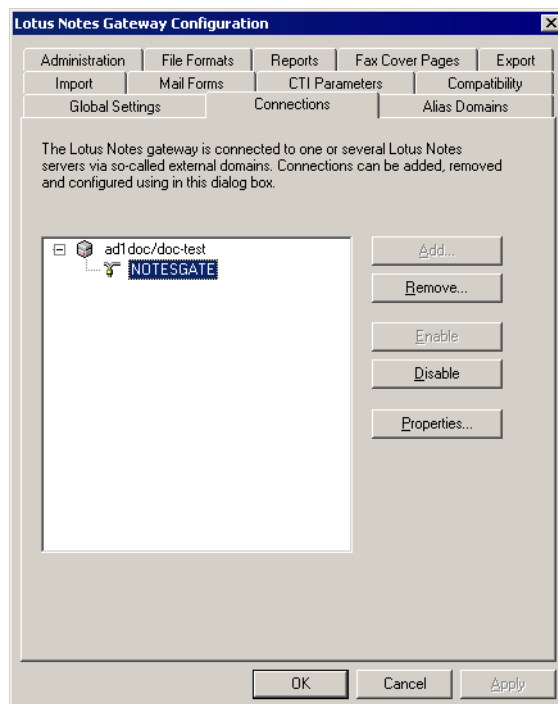 Lotus Notes Gateway Configuration
Administration File Formats Reports Fax Cover Pages Export
Import Mail Forms CTI Parameters Compatibility
Global Settings Connections Alias Domains
The Lotus Notes gateway is connected to one or several Lotus Notes
servers via so-called external domains. Connections can be added, removed
and configured using in this dialog box.
ad1doc/doc-test
NOTESGATE
Add...
Remove...
Enable
Disable
Properties...
OK Cancel Apply